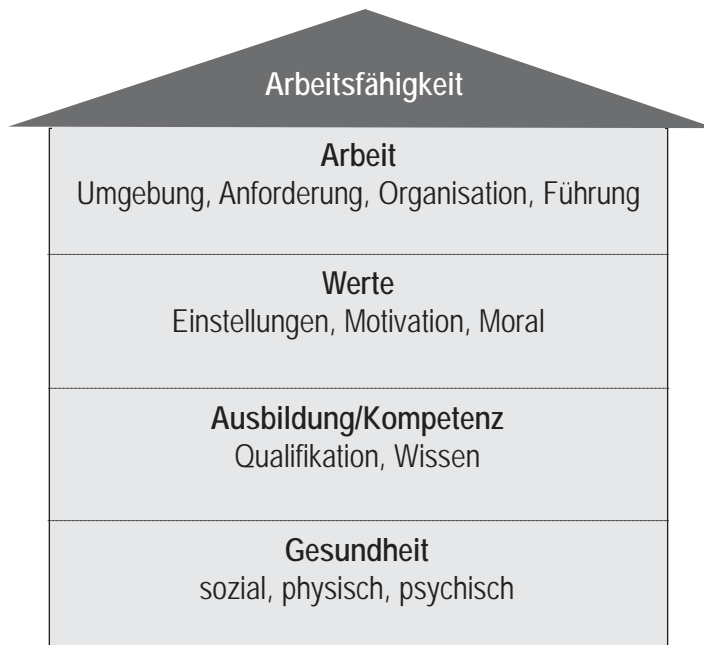 Arbeitsfähigkeit
Arbeit
Umgebung, Anforderung, Organisation, Führung
Werte
Einstellungen, Motivation, Moral
Ausbildung/Kompetenz
Qualifikation, Wissen
Gesundheit
sozial, physisch, psychisch